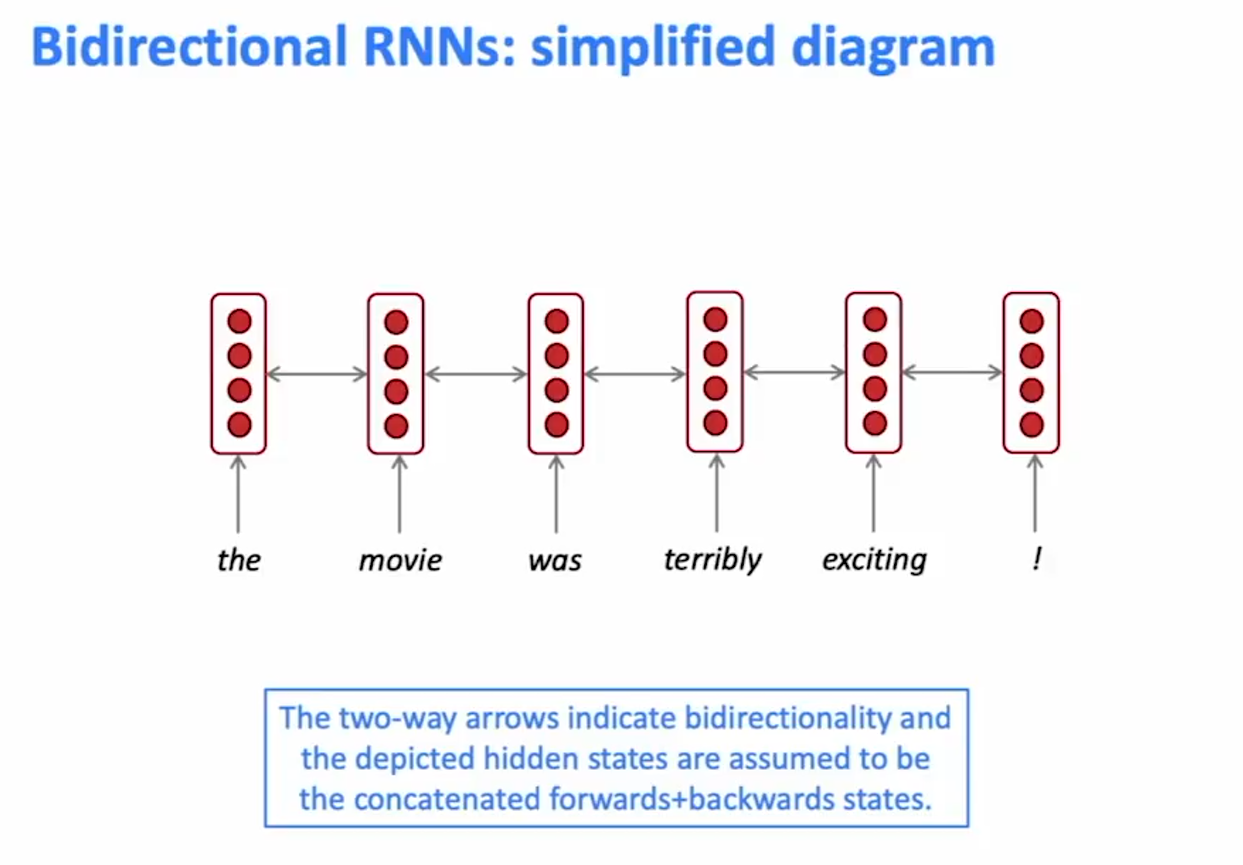 Bidirectional RNNs: simplified diagram
the movie was terribly exciting !
The two-way arrows indicate bidirectionality and
the depicted hidden states are assumed to be
the concatenated forwards+backwards states.